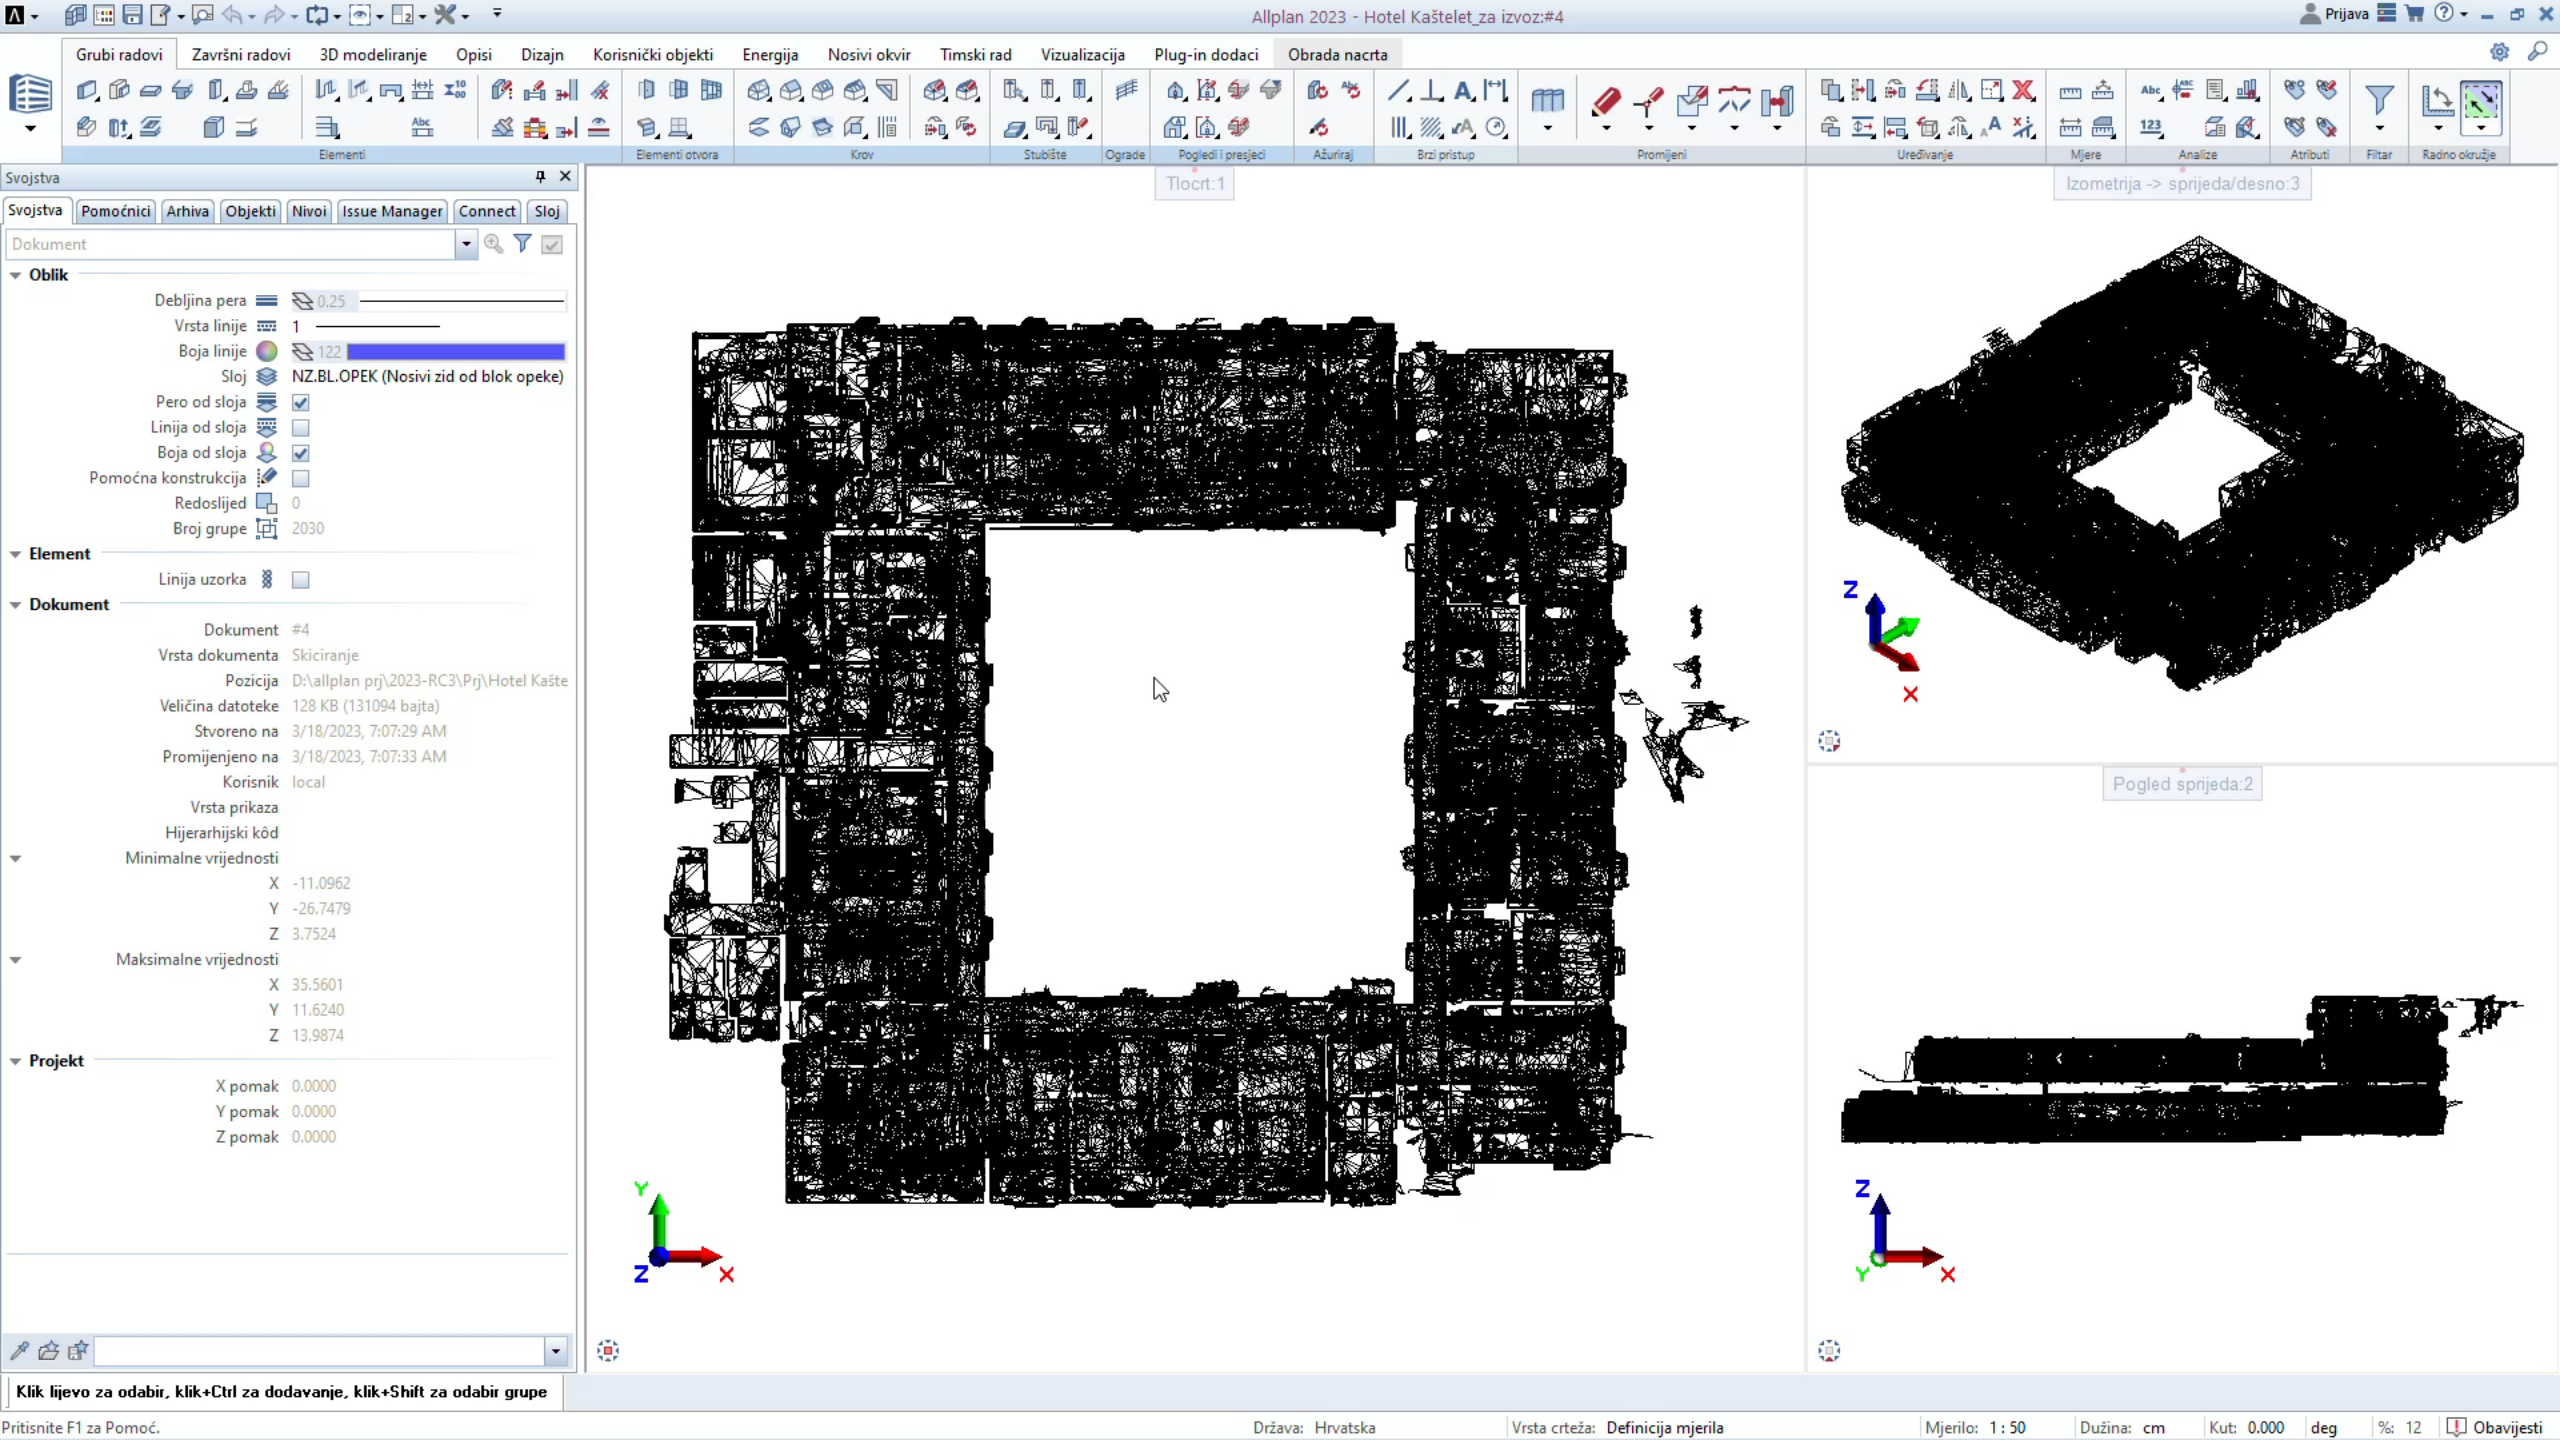 Allplan 2023 - Hotel Kaštelet_za izvoz:#4
Prijava
Grubi radovi Završni radovi 3D modeliranje Opisi Dizajn Korisnički objekti Energija Nosivi okvir Timski rad Vizualizacija Plug-in dodaci Obrada nacrta
Elementi Elementi otvora Krov Stubište Ograde Pogledi i presjeci Ažuriraj Brzi pristup Promijeni Uređivanje Mjere Analize Atributi Filtar Radno okružje
Svojstva
Svojstva Pomoćnici Arhiva Objekti Nivoi Issue Manager Connect Sloj
Dokument
Oblik
Debljina pera 0.25
Vrsta linije 1
Boja linije 122
Sloj NZ.BL.OPEK (Nosivi zid od blok opeke)
Pero od sloja
Linija od sloja
Boja od sloja
Pomoćna konstrukcija
Redoslijed 0
Broj grupe 2030
Element
Linija uzorka
Dokument
Dokument #4
Vrsta dokumenta Skiciranje
Pozicija D:\allplan prj\2023-RC3\Prj\Hotel Kašte
Veličina datoteke 128 KB (131094 bajta)
Stvoreno na 3/18/2023, 7:07:29 AM
Promijenjeno na 3/18/2023, 7:07:33 AM
Korisnik local
Vrsta prikaza
Hijerarhijski kôd
Minimalne vrijednosti
X -11.0962
Y -26.7479
Z 3.7524
Maksimalne vrijednosti
X 35.5601
Y 11.6240
Z 13.9874
Projekt
X pomak 0.0000
Y pomak 0.0000
Z pomak 0.0000
Tlocrt:1
Y
Z X
Izometrija -> sprijeda/desno:3
Z
X
Pogled sprijeda:2
Z
Y X
Klik lijevo za odabir, klik+Ctrl za dodavanje, klik+Shift za odabir grupe
Pritisnite F1 za Pomoć.
Država: Hrvatska Vrsta crteža: Definicija mjerila Mjerilo: 1 : 50 Dužina: cm Kut: 0.000 deg %: 12 Obavijesti